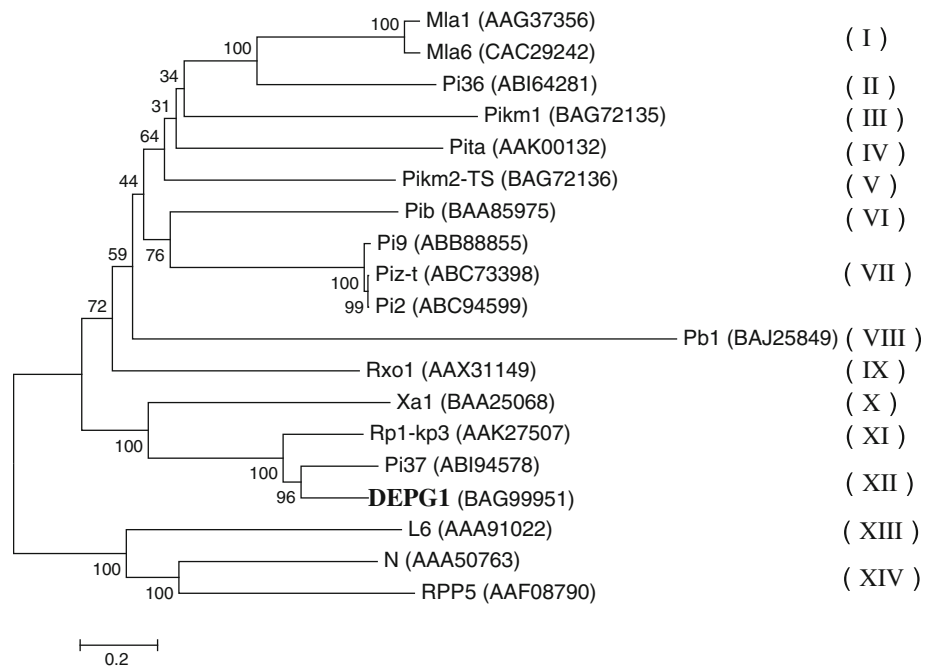 100
100
Mla1 (AAG37356)
( I )
Mla6 (CAC29242)
34
Pi36 (ABI64281)
( II )
31
Pikm1 (BAG72135)
( III )
64
Pita (AAK00132)
( IV )
44
Pikm2-TS (BAG72136)
( V )
Pib (BAA85975)
( VI )
59
76
Pi9 (ABB88855)
100
Piz-t (ABC73398)
( VII )
72
99
Pi2 (ABC94599)
Pb1 (BAJ25849)
( VIII )
Rxo1 (AAX31149)
( IX )
Xa1 (BAA25068)
( X )
100
Rp1-kp3 (AAK27507)
( XI )
100
Pi37 (ABI94578)
( XII )
96
DEPG1 (BAG99951)
L6 (AAA91022)
( XIII )
100
N (AAA50763)
( XIV )
100
RPP5 (AAF08790)
0.2